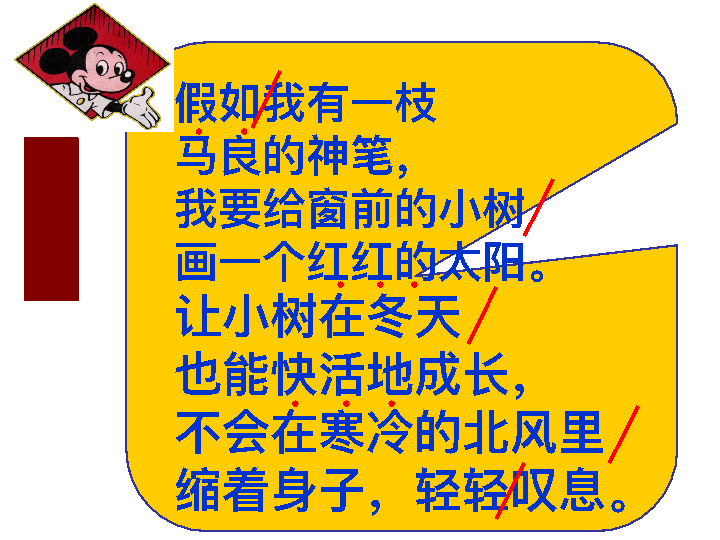 假如我有一枝
马良的神笔，
我要给窗前的小树
画一个红红的太阳。
让小树在冬天
也能快活地成长，
不会在寒冷的北风里
缩着身子，轻轻叹息。